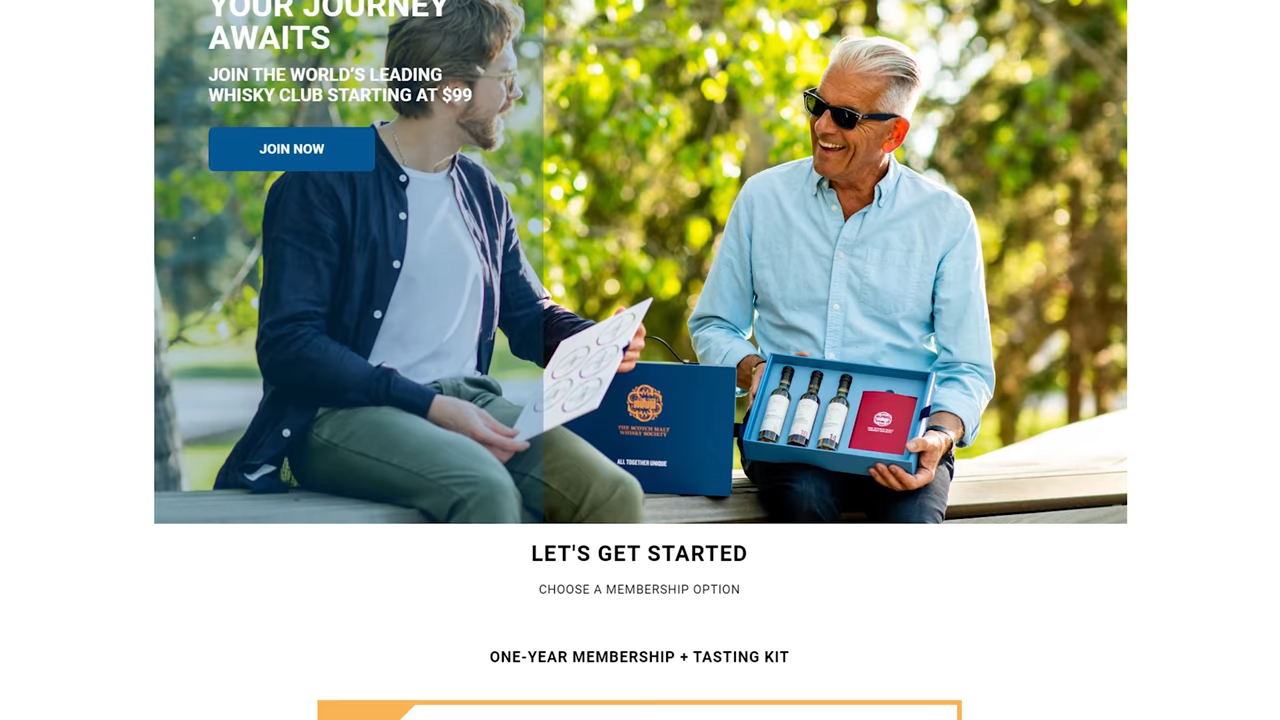 YOUR JOURNEY
AWAITS
JOIN THE WORLD'S LEADING
WHISKY CLUB STARTING AT $99
JOIN NOW
THE SCOTCH MALT
WHISKY SOCIETY
ALL TOGETHER UNIQUE
LET'S GET STARTED
CHOOSE A MEMBERSHIP OPTION
ONE-YEAR MEMBERSHIP + TASTING KIT